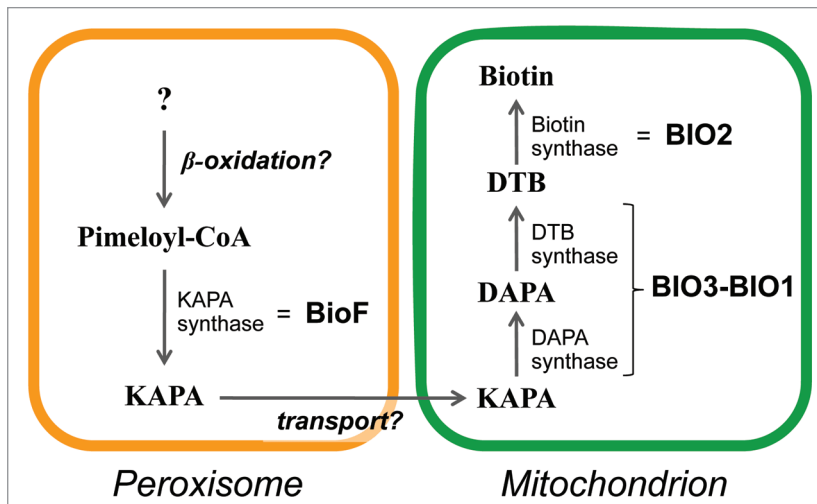 ?
β-oxidation?
Pimeloyl-CoA
KAPA
synthase = BioF
KAPA
transport?
Peroxisome
Biotin
Biotin
synthase = BIO2
DTB
DTB
synthase
BIO3-BIO1
DAPA
DAPA
synthase
KAPA
Mitochondrion